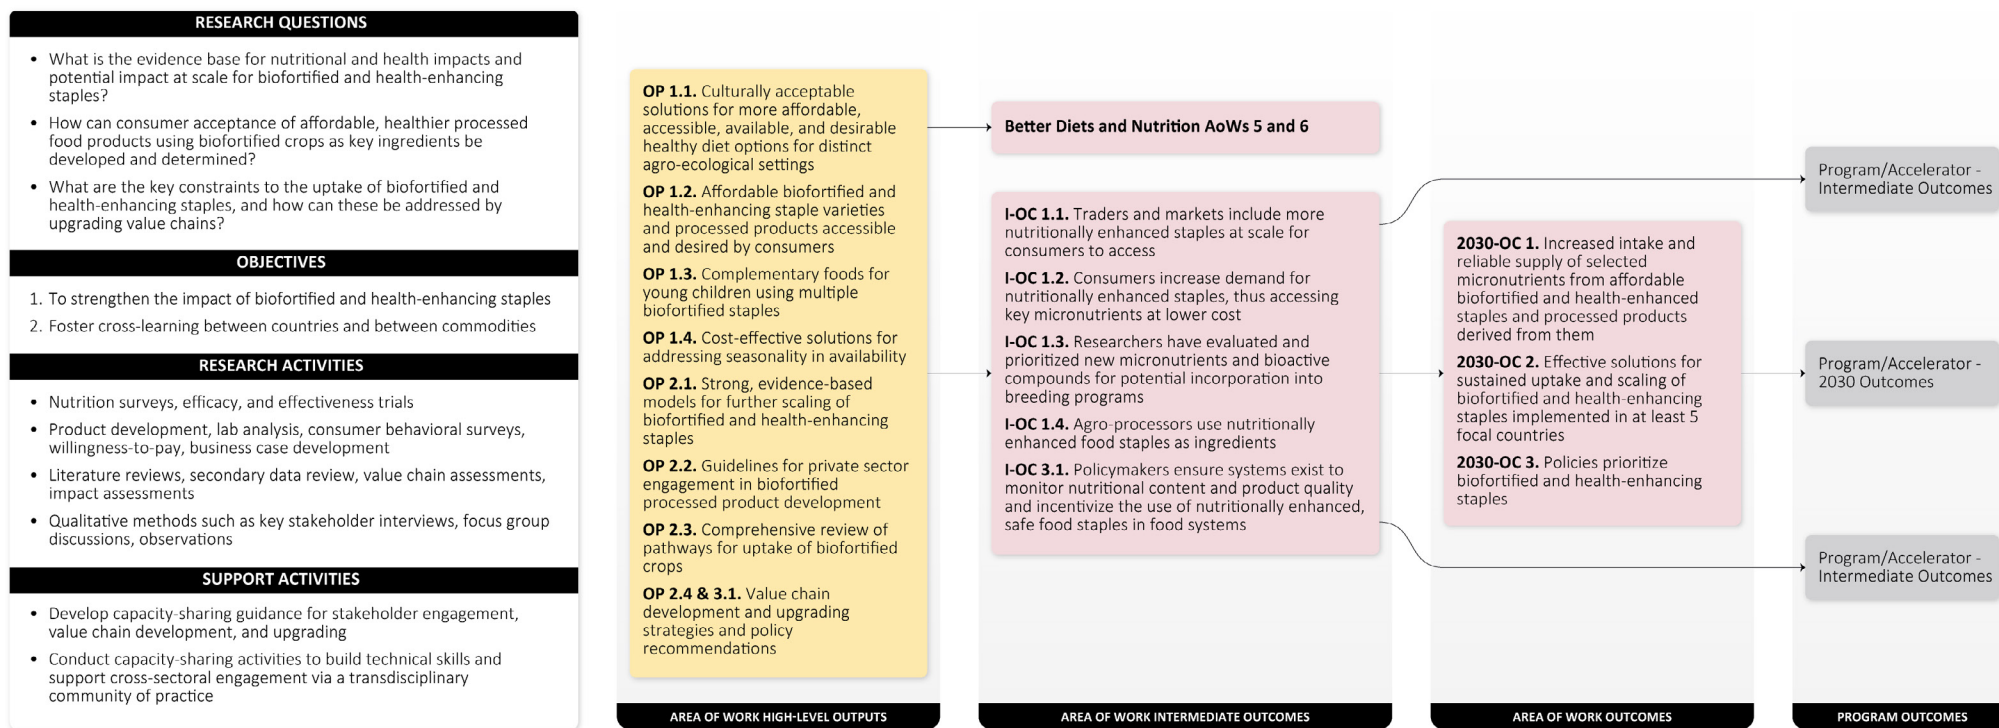 RESEARCH QUESTIONS
• What is the evidence base for nutritional and health impacts and
potential impact at scale for biofortified and health-enhancing
staples?
• How can consumer acceptance of affordable, healthier processed
food products using biofortified crops as key ingredients be
developed and determined?
• What are the key constraints to the uptake of biofortified and
health-enhancing staples, and how can these be addressed by
upgrading value chains?
OBJECTIVES
1. To strengthen the impact of biofortified and health-enhancing staples
2. Foster cross-learning between countries and between commodities
RESEARCH ACTIVITIES
• Nutrition surveys, efficacy, and effectiveness trials
• Product development, lab analysis, consumer behavioral surveys,
willingness-to-pay, business case development
• Literature reviews, secondary data review, value chain assessments,
impact assessments
• Qualitative methods such as key stakeholder interviews, focus group
discussions, observations
SUPPORT ACTIVITIES
• Develop capacity-sharing guidance for stakeholder engagement,
value chain development, and upgrading
• Conduct capacity-sharing activities to build technical skills and
support cross-sectoral engagement via a transdisciplinary
community of practice
OP 1.1. Culturally acceptable
solutions for more affordable,
accessible, available, and desirable
healthy diet options for distinct
agro-ecological settings
OP 1.2. Affordable biofortified and
health-enhancing staple varieties
and processed products accessible
and desired by consumers
OP 1.3. Complementary foods for
young children using multiple
biofortified staples
OP 1.4. Cost-effective solutions for
addressing seasonality in availability
OP 2.1. Strong, evidence-based
models for further scaling of
biofortified and health-enhancing
staples
OP 2.2. Guidelines for private sector
engagement in biofortified
processed product development
OP 2.3. Comprehensive review of
pathways for uptake of biofortified
crops
OP 2.4 & 3.1. Value chain
development and upgrading
strategies and policy
recommendations
AREA OF WORK HIGH-LEVEL OUTPUTS
Better Diets and Nutrition AoWs 5 and 6
I-OC 1.1. Traders and markets include more
nutritionally enhanced staples at scale for
consumers to access
I-OC 1.2. Consumers increase demand for
nutritionally enhanced staples, thus accessing
key micronutrients at lower cost
I-OC 1.3. Researchers have evaluated and
prioritized new micronutrients and bioactive
compounds for potential incorporation into
breeding programs
I-OC 1.4. Agro-processors use nutritionally
enhanced food staples as ingredients
I-OC 3.1. Policymakers ensure systems exist to
monitor nutritional content and product quality
and incentivize the use of nutritionally enhanced,
safe food staples in food systems
AREA OF WORK INTERMEDIATE OUTCOMES
2030-OC 1. Increased intake and
reliable supply of selected
micronutrients from affordable
biofortified and health-enhanced
staples and processed products
derived from them
2030-OC 2. Effective solutions for
sustained uptake and scaling of
biofortified and health-enhancing
staples implemented in at least 5
focal countries
2030-OC 3. Policies prioritize
biofortified and health-enhancing
staples
AREA OF WORK OUTCOMES
Program/Accelerator -
Intermediate Outcomes
Program/Accelerator -
2030 Outcomes
Program/Accelerator -
Intermediate Outcomes
PROGRAM OUTCOMES